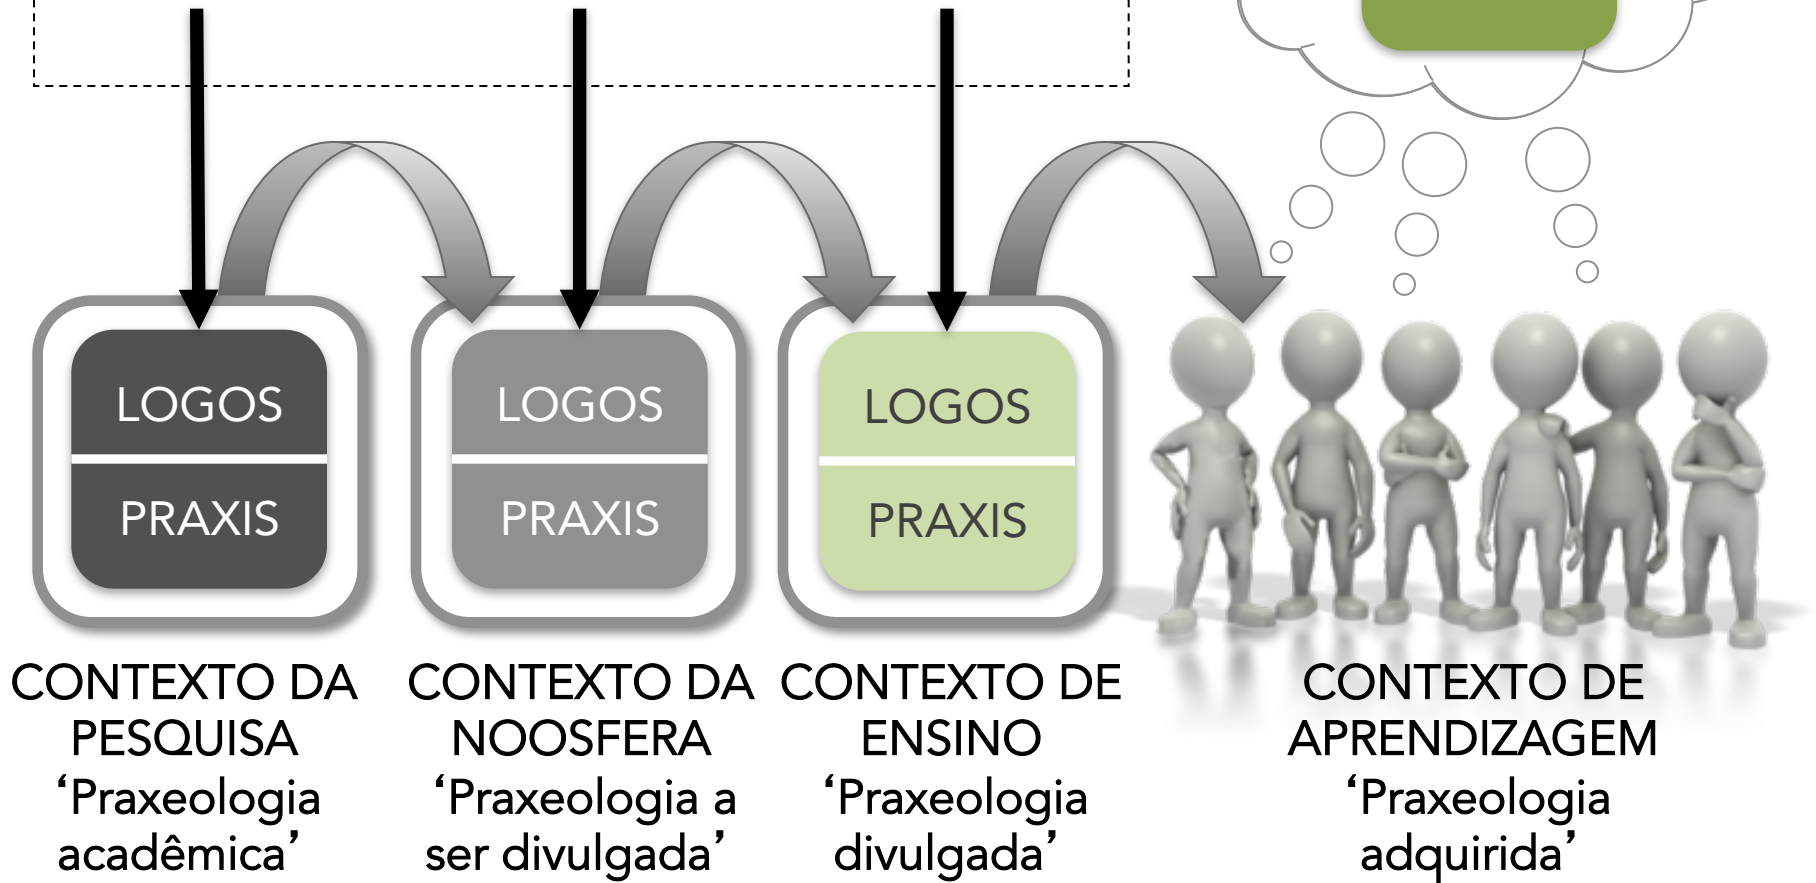 LOGOS
PRAXIS
LOGOS
PRAXIS
LOGOS
PRAXIS
CONTEXTO DA
PESQUISA
‘Praxeologia
acadêmica’
CONTEXTO DA
NOOSFERA
‘Praxeologia a
ser divulgada’
CONTEXTO DE
ENSINO
‘Praxeologia
divulgada’
CONTEXTO DE
APRENDIZAGEM
‘Praxeologia
adquirida’